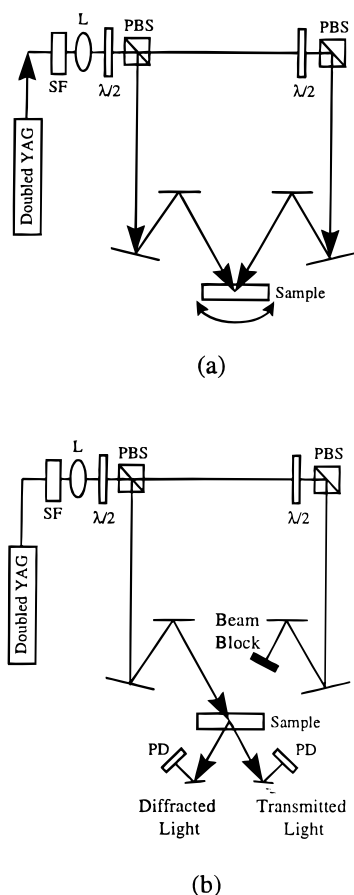 L
PBS
PBS
SF
λ/2
λ/2
Doubled YAG
Sample
(a)
L
PBS
PBS
SF
λ/2
λ/2
Doubled YAG
Beam
Block
Sample
PD
PD
Diffracted
Light
Transmitted
Light
(b)